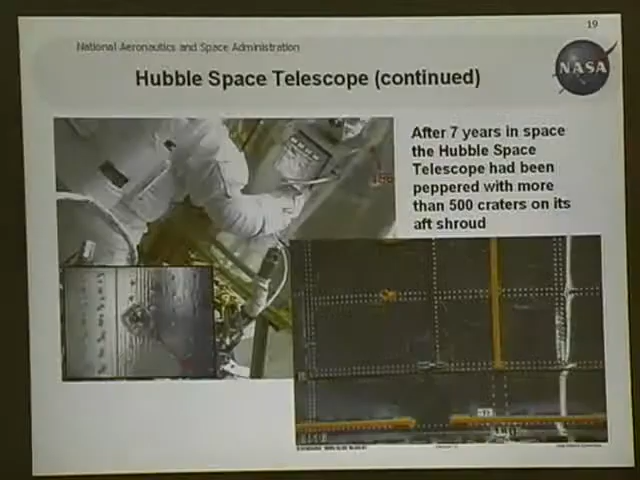 19
National Aeronautics and Space Administration
Hubble Space Telescope (continued)
NASA
After 7 years in space
the Hubble Space
Telescope had been
peppered with more
than 500 craters on its
aft shroud